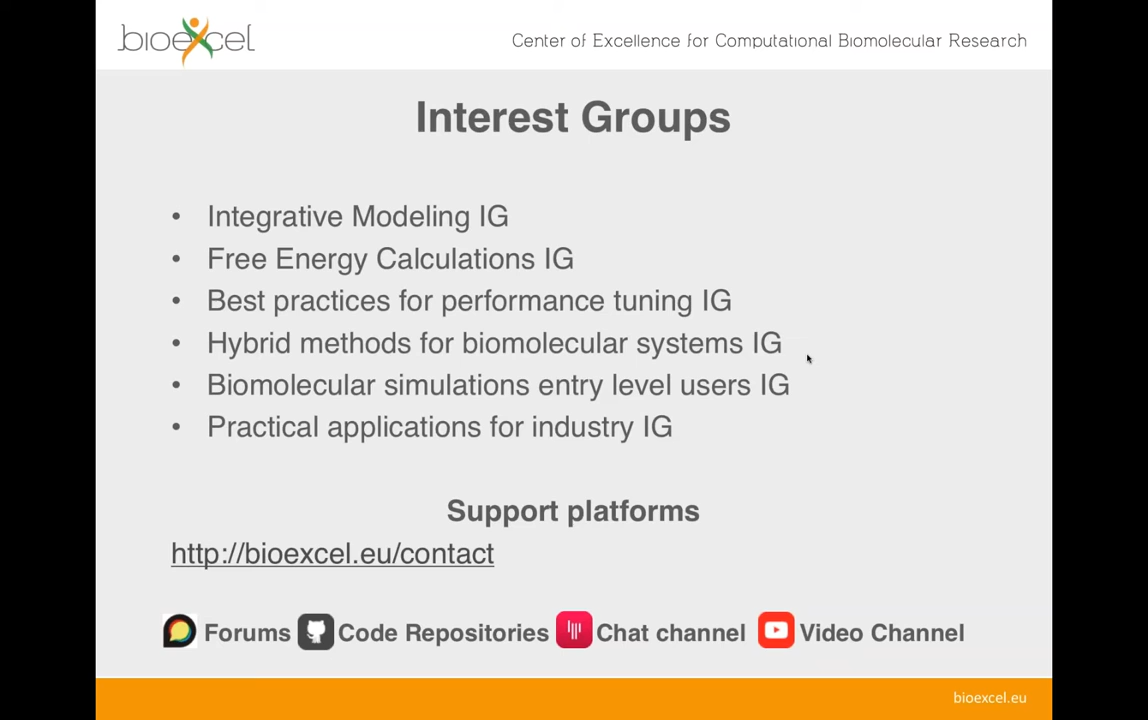 bioexcel
Center of Excellence for Computational Biomolecular Research
Interest Groups
• Integrative Modeling IG
• Free Energy Calculations IG
• Best practices for performance tuning IG
• Hybrid methods for biomolecular systems IG
• Biomolecular simulations entry level users IG
• Practical applications for industry IG
Support platforms
http://bioexcel.eu/contact
Forums Code Repositories Chat channel Video Channel
bioexcel.eu